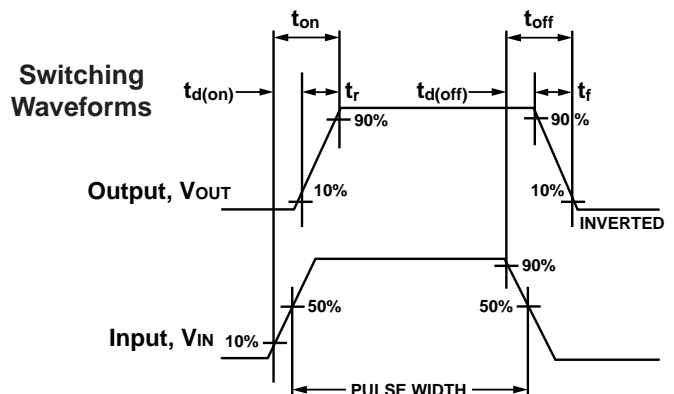 ton toff
Switching
Waveforms
td(on) tr td(off) tf
90% 90%
Output, VOUT 10% 10%
INVERTED
90%
50% 50%
Input, VIN 10%
PULSE WIDTH